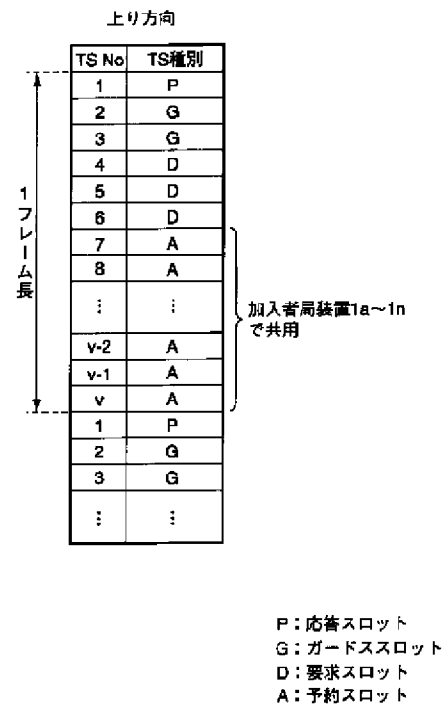 上り方向
TS No TS種別
1 P
2 G
3 G
4 D
5 D
6 D
7 A
8 A
⋮ ⋮
v-2 A
v-1 A
v A
1 P
2 G
3 G
⋮ ⋮
1フレーム長
加入者局装置1a～1n
で共用
P：応答スロット
G：ガードススロット
D：要求スロット
A：予約スロット